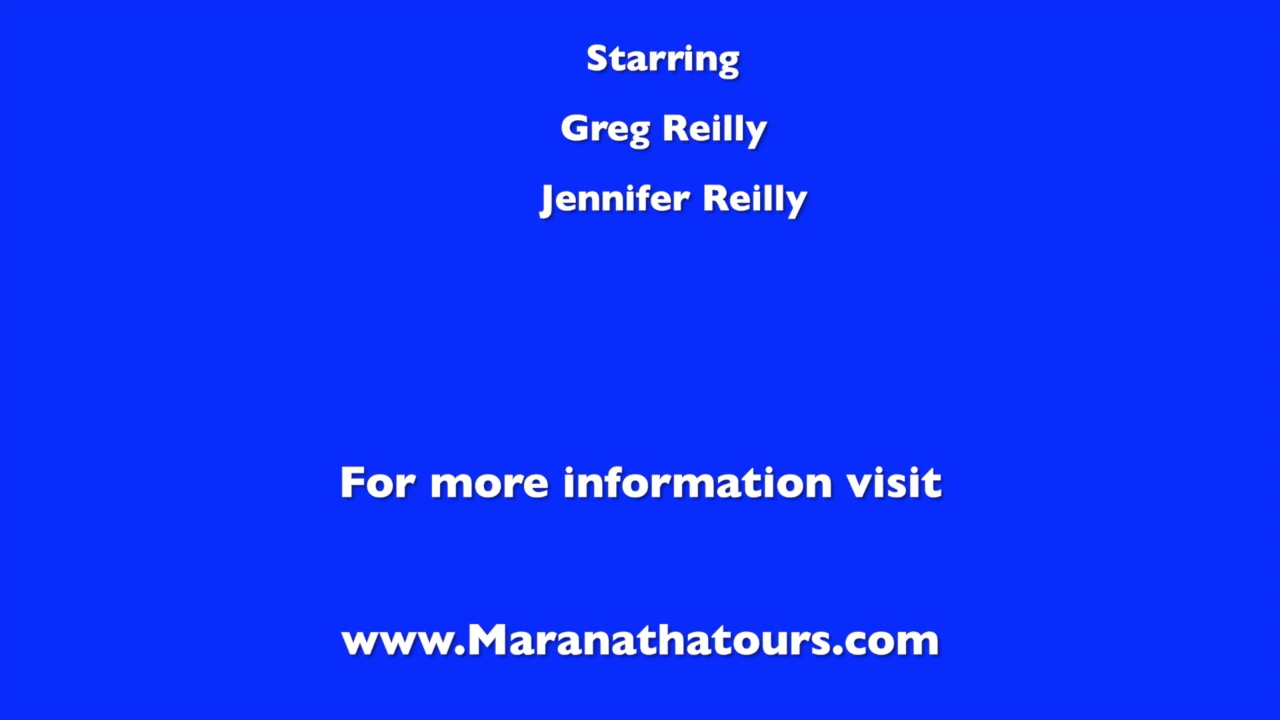 Starring
Greg Reilly
Jennifer Reilly
For more information visit
www.Maranathatours.com